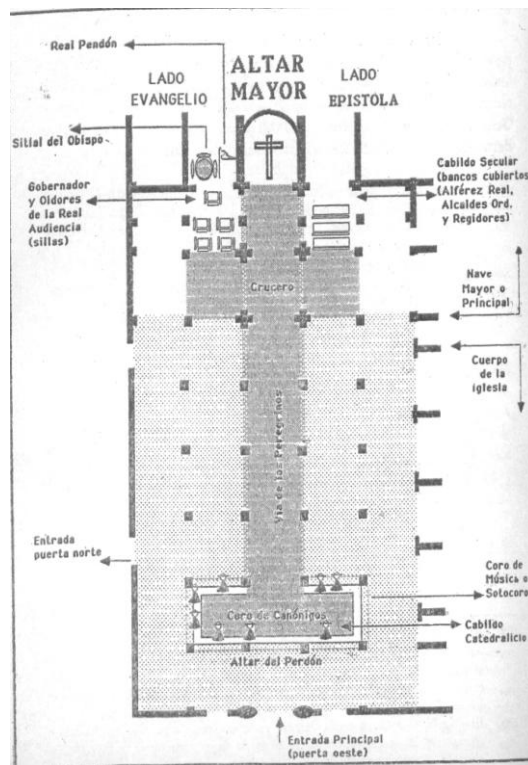 Real Pendón
LADO
EVANGELIO
ALTAR
MAYOR
LADO
EPISTOLA
Sitial del Obispo
Gobernador
y Oidores
de la Real
Audiencia
(sillas)
Cabildo Secular
(bancos cubiertos)
(Alférez Real,
Alcaldes Ord.
y Regidores)
Crucero
Nave
Mayor o
Principal
Cuerpo
de la
iglesia
Vía de los Peregrinos
Entrada
puerta norte
Coro de
Música o
Sotocoro
Coro de Canónigos
Cabildo
Catedralicio
Altar del Perdón
Entrada Principal
(puerta oeste)